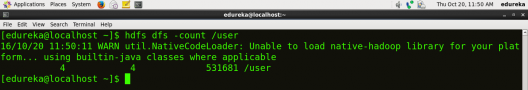 Applications Places System
Thu Oct 20, 11:50 AM edureka
edureka@localhost:~
File Edit View Search Terminal Help
[edureka@localhost ~]$ hdfs dfs -count /user
16/10/20 11:50:11 WARN util.NativeCodeLoader: Unable to load native-hadoop library for your plat
form... using builtin-java classes where applicable
4 4 531681 /user
[edureka@localhost ~]$